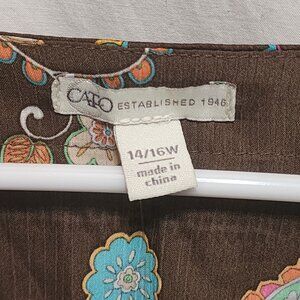 CATO ESTABLISHED 1946
14/16W
made in
china